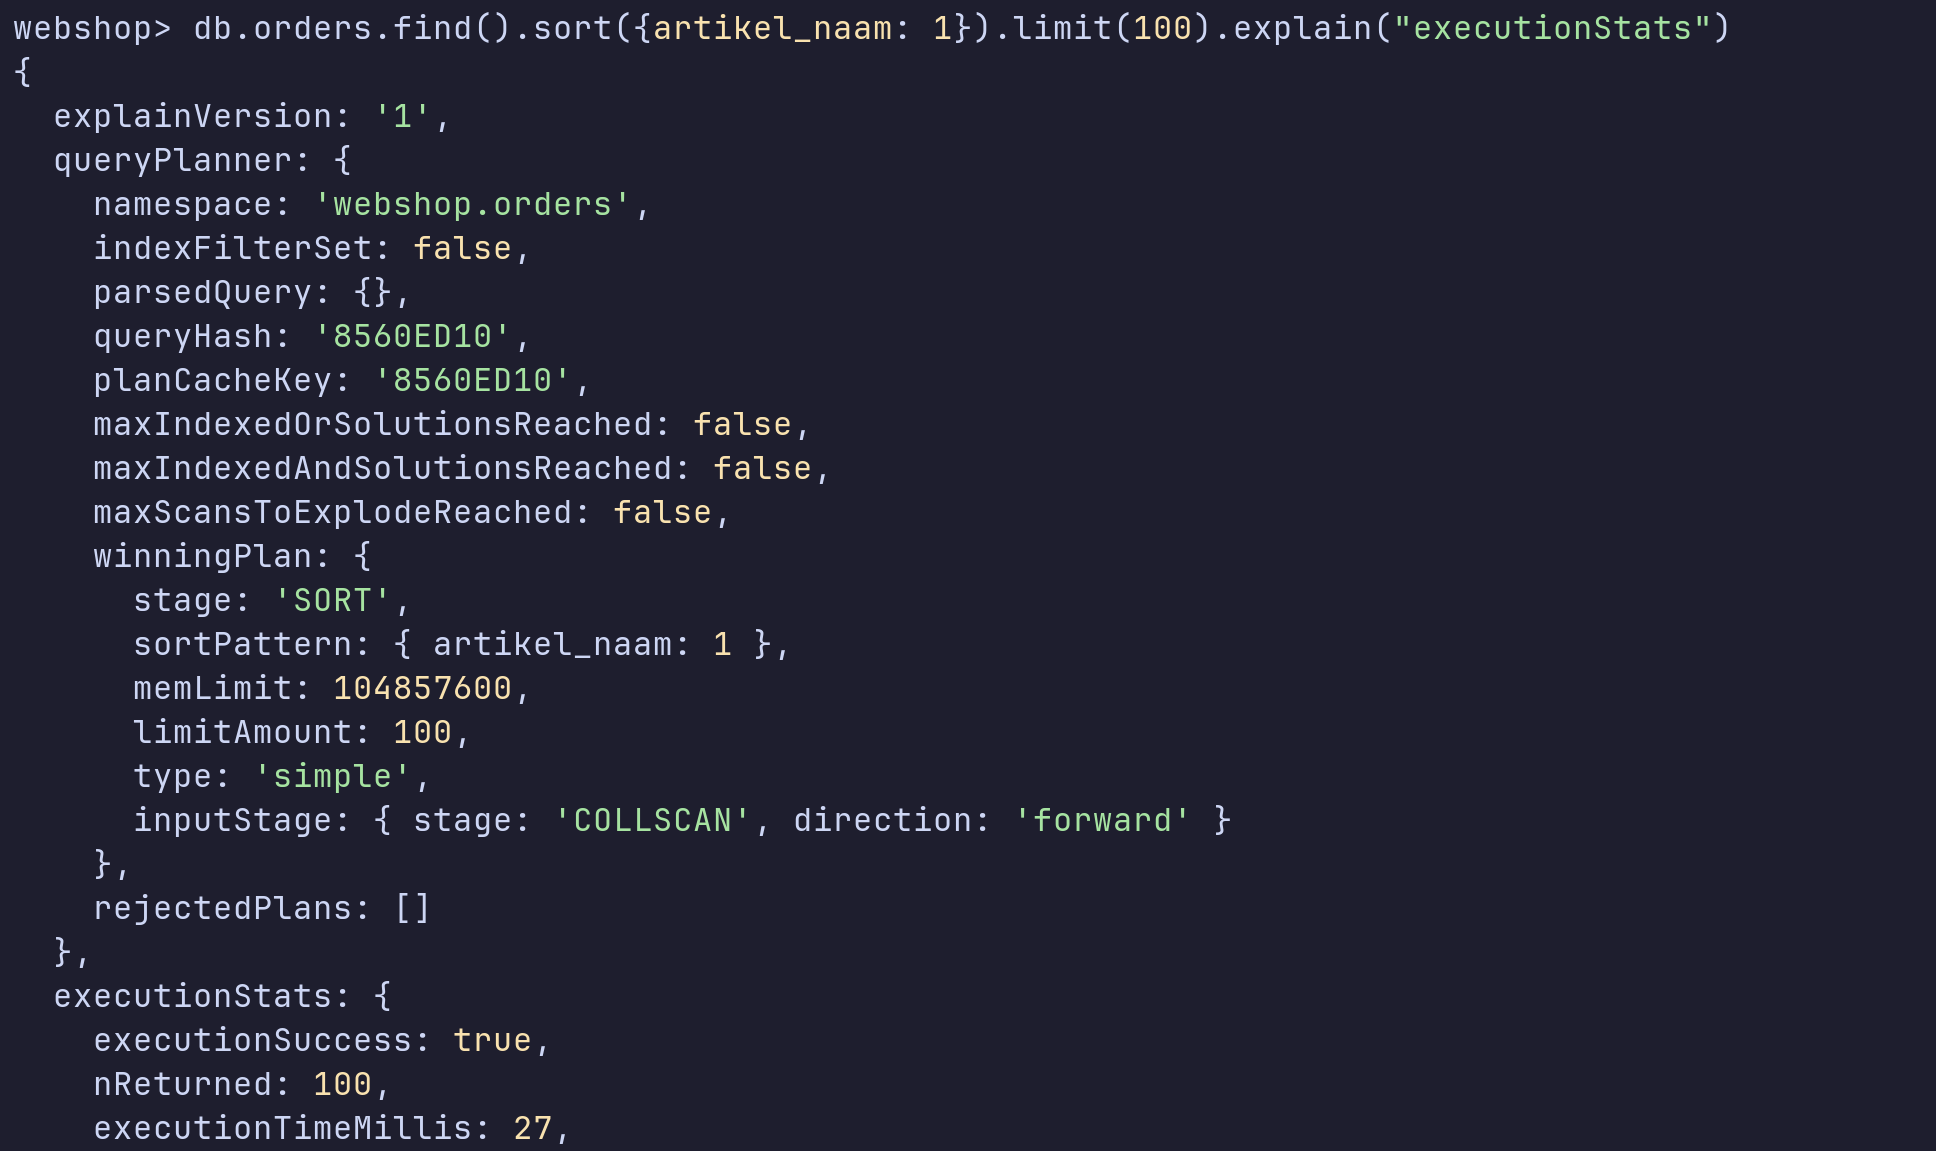 webshop> db.orders.find().sort({artikel_naam: 1}).limit(100).explain("executionStats")
{
  explainVersion: '1',
  queryPlanner: {
    namespace: 'webshop.orders',
    indexFilterSet: false,
    parsedQuery: {},
    queryHash: '8560ED10',
    planCacheKey: '8560ED10',
    maxIndexedOrSolutionsReached: false,
    maxIndexedAndSolutionsReached: false,
    maxScansToExplodeReached: false,
    winningPlan: {
      stage: 'SORT',
      sortPattern: { artikel_naam: 1 },
      memLimit: 104857600,
      limitAmount: 100,
      type: 'simple',
      inputStage: { stage: 'COLLSCAN', direction: 'forward' }
    },
    rejectedPlans: []
  },
  executionStats: {
    executionSuccess: true,
    nReturned: 100,
    executionTimeMillis: 27,